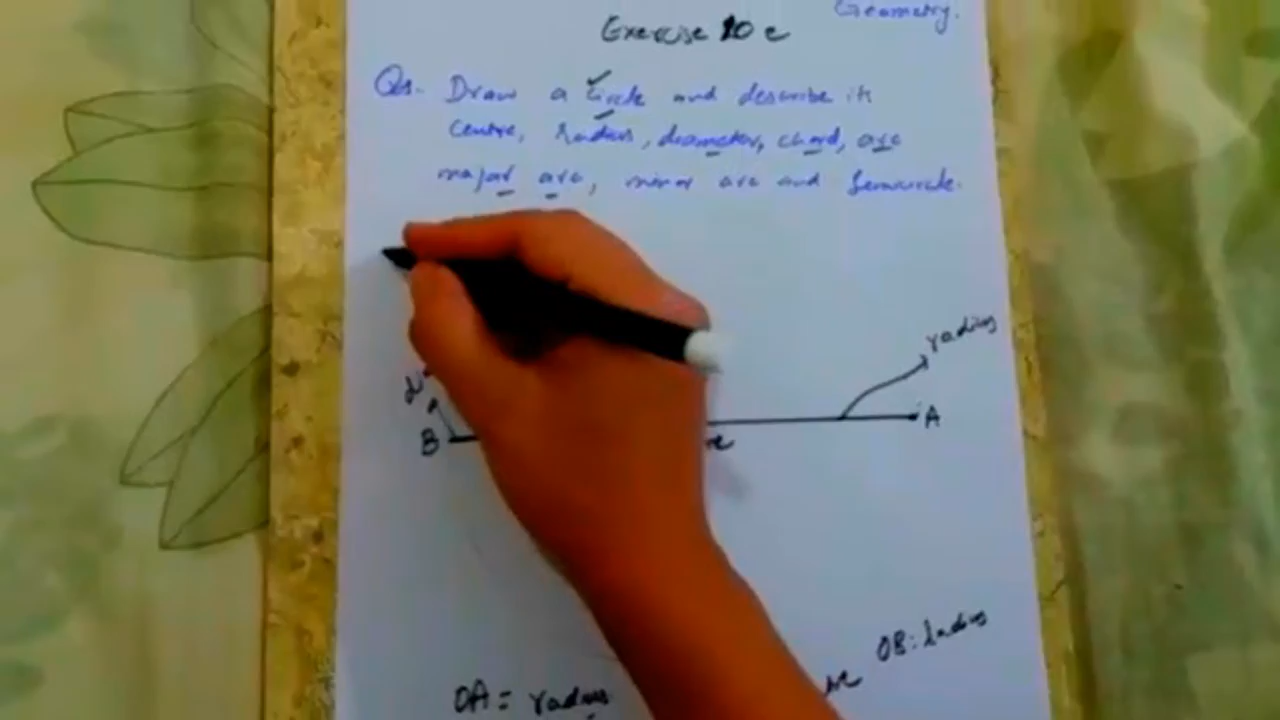 Geometry.
Exercise 10 e
Qs. Draw a circle and describe its
centre, radius, diameter, chord, arc
major arc, minor arc and semicircle.
radius
d
B
A
OB: radius
OA = radius